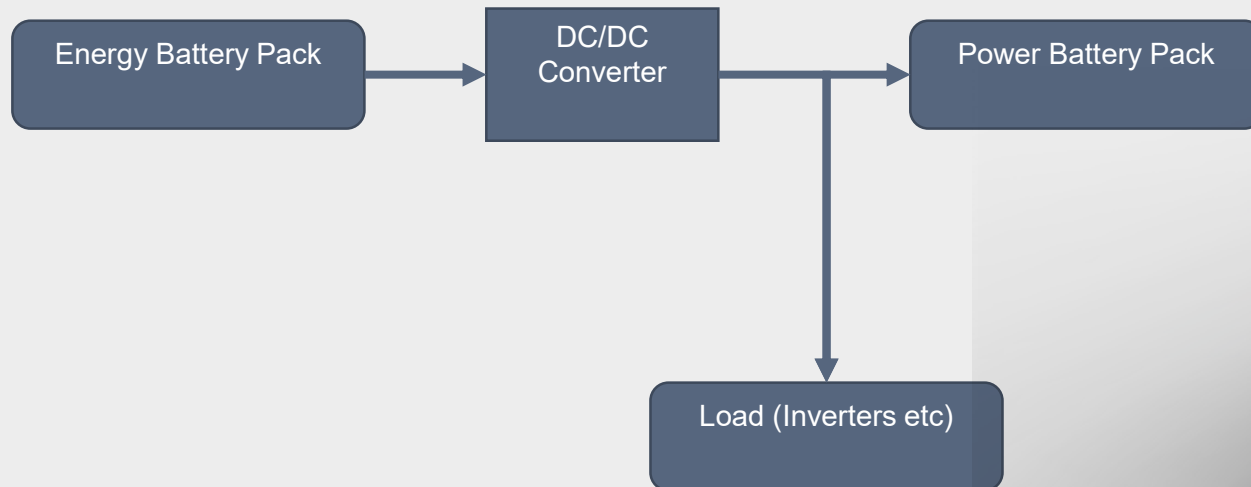 Energy Battery Pack
DC/DC
Converter
Power Battery Pack
Load (Inverters etc)